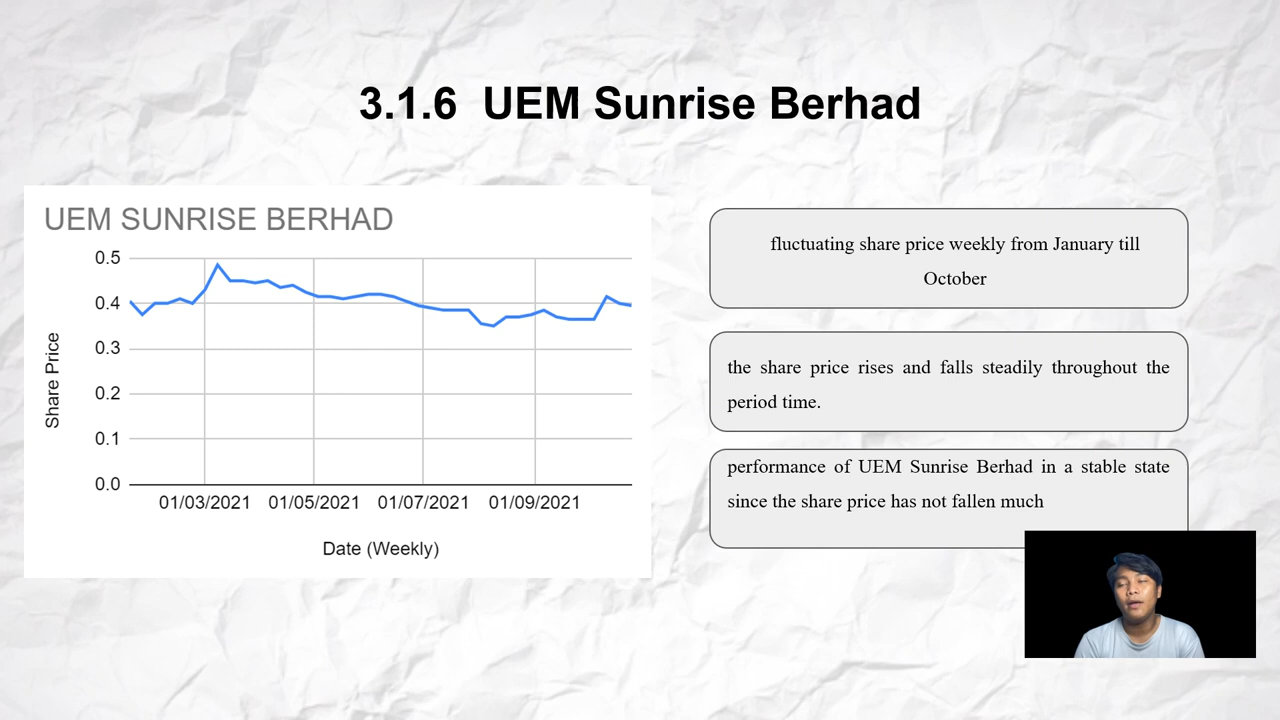 3.1.6 UEM Sunrise Berhad
UEM SUNRISE BERHAD
Share Price
0.5
0.4
0.3
0.2
0.1
0.0
01/03/2021 01/05/2021 01/07/2021 01/09/2021
Date (Weekly)
fluctuating share price weekly from January till
October
the share price rises and falls steadily throughout the
period time.
performance of UEM Sunrise Berhad in a stable state
since the share price has not fallen much